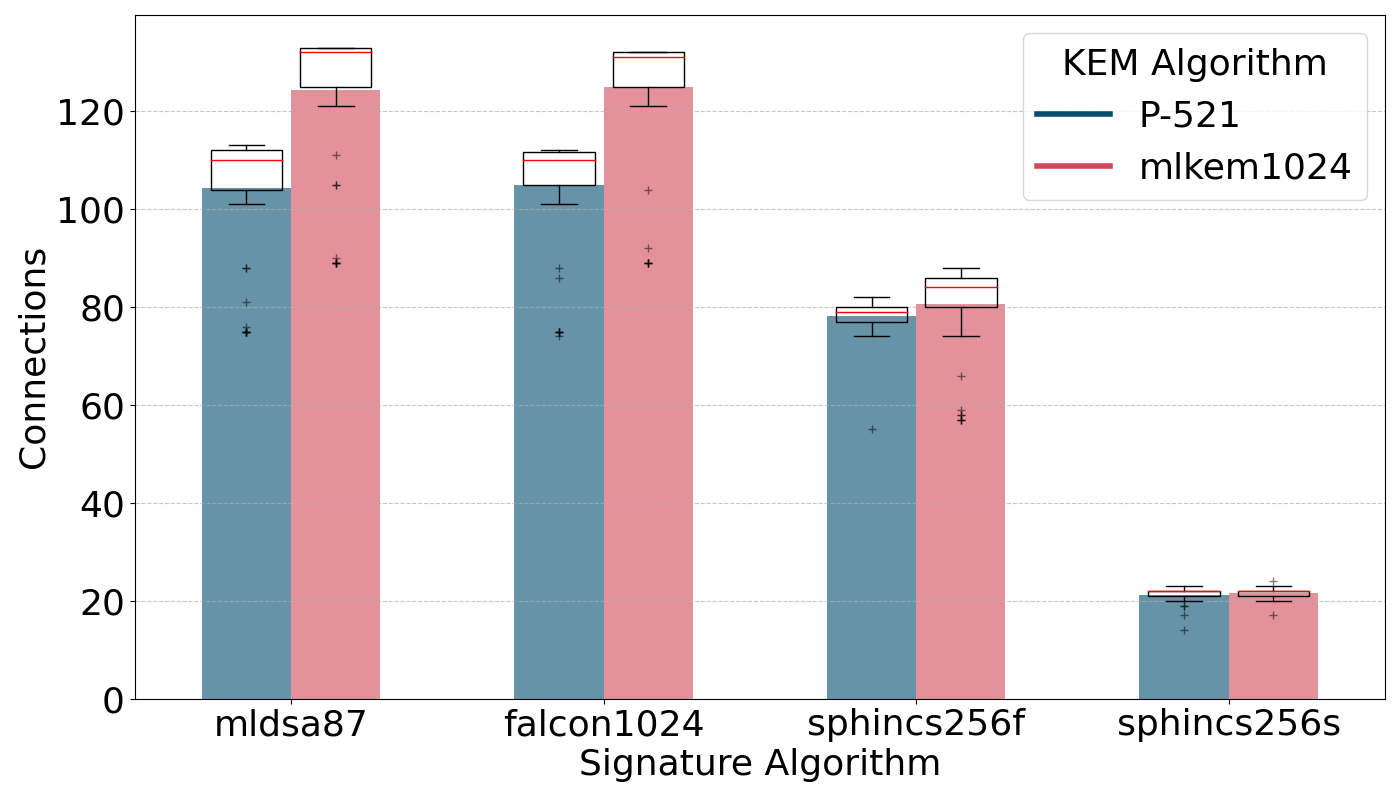 KEM Algorithm
P-521
mlkem1024
Connections
120
100
80
60
40
20
0
mldsa87 falcon1024 sphincs256f sphincs256s
Signature Algorithm